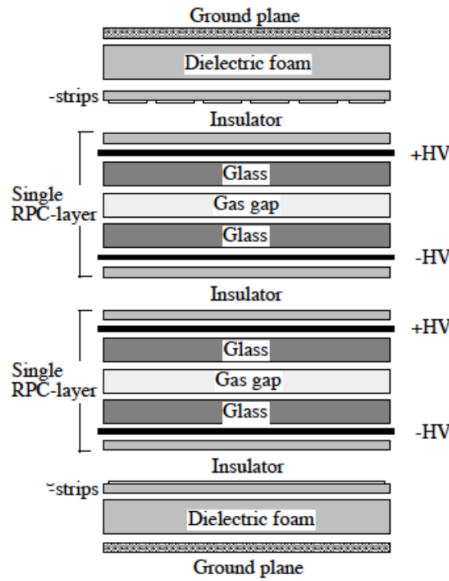 Ground plane
Dielectric foam
-strips
Insulator
+HV
Glass
Single
RPC-layer
Gas gap
Glass
-HV
Insulator
+HV
Glass
Single
RPC-layer
Gas gap
Glass
-HV
Insulator
-strips
Dielectric foam
Ground plane